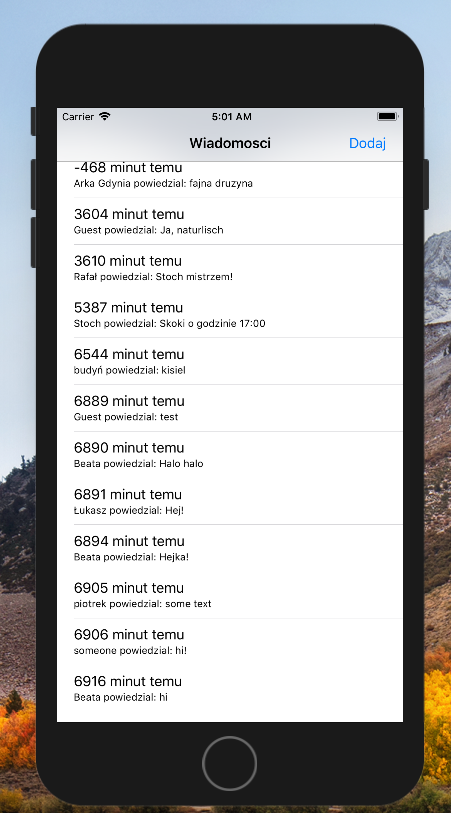 Carrier 5:01 AM
Wiadomosci Dodaj
-468 minut temu
Arka Gdynia powiedzial: fajna druzyna
3604 minut temu
Guest powiedzial: Ja, naturlisch
3610 minut temu
Rafał powiedzial: Stoch mistrzem!
5387 minut temu
Stoch powiedzial: Skoki o godzinie 17:00
6544 minut temu
budyń powiedzial: kisiel
6889 minut temu
Guest powiedzial: test
6890 minut temu
Beata powiedzial: Halo halo
6891 minut temu
Łukasz powiedzial: Hej!
6894 minut temu
Beata powiedzial: Hejka!
6905 minut temu
piotrek powiedzial: some text
6906 minut temu
someone powiedzial: hi!
6916 minut temu
Beata powiedzial: hi